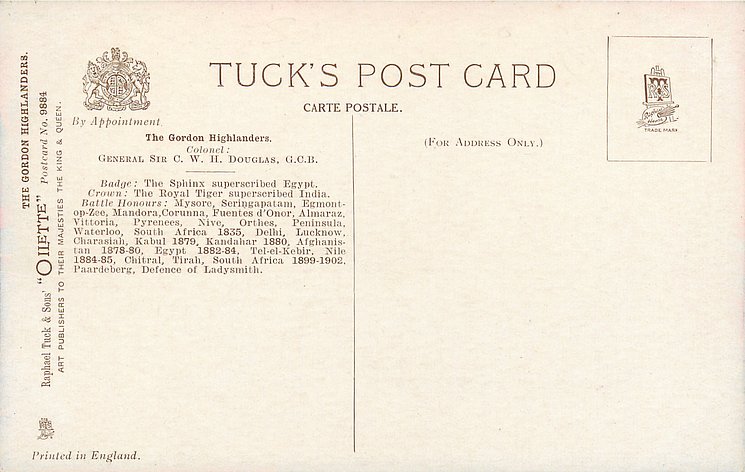 THE GORDON HIGHLANDERS.
Raphael Tuck & Sons' "OILETTE" Postcard No. 9884
ART PUBLISHERS TO THEIR MAJESTIES THE KING & QUEEN.
TUCK'S POST CARD
CARTE POSTALE.
By Appointment.
The Gordon Highlanders.
Colonel:
GENERAL SIR C. W. H. DOUGLAS, G.C.B.
Badge: The Sphinx superscribed Egypt.
Crown: The Royal Tiger superscribed India.
Battle Honours: Mysore, Seringapatam, Egmont-
op-Zee, Mandora, Corunna, Fuentes d'Onor, Almaraz,
Vittoria, Pyrenees, Nive, Orthes, Peninsula,
Waterloo, South Africa 1835, Delhi, Lucknow,
Charasiah, Kabul 1879, Kandahar 1880, Afghanis-
tan 1878-80, Egypt 1882-84, Tel-el-Kebir, Nile
1884-85, Chitral, Tirah, South Africa 1899-1902,
Paardeberg, Defence of Ladysmith.
(FOR ADDRESS ONLY.)
TRADE MARK
Printed in England.